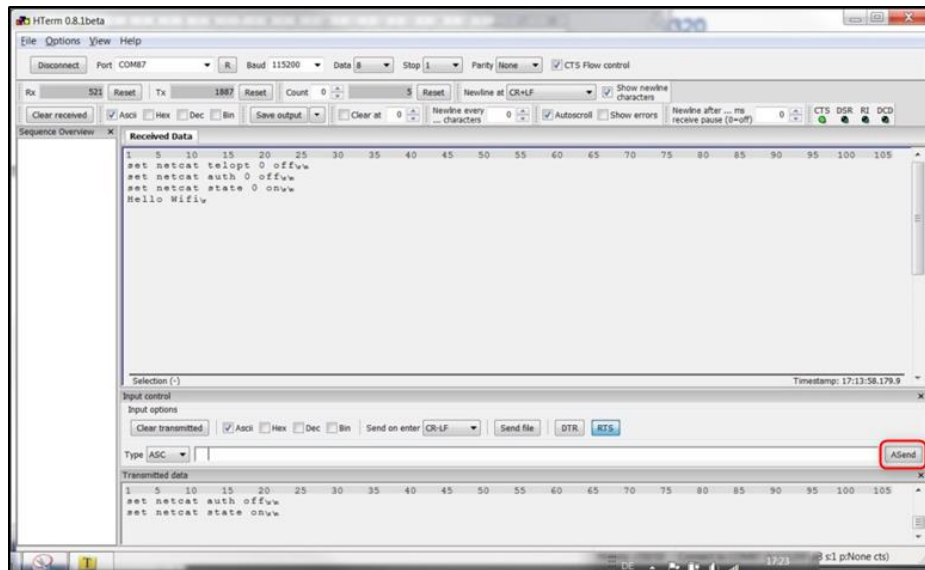 HTerm 0.8.1beta
File Options View Help
Disconnect Port COM87 R Baud 115200 Data 8 Stop 1 Parity None CTS Flow control
Rx 521 Reset Tx 1887 Reset Count 0 5 Reset Newline at CR+LF Show newline characters
Clear received Ascii Hex Dec Bin Save output Clear at 0 Newline every ... characters 0 Autoscroll Show errors Newline after ... ms receive pause (0=off) 0 CTS DSR RI DCD
Sequence Overview
Received Data
1 5 10 15 20 25 30 35 40 45 50 55 60 65 70 75 80 85 90 95 100 105
set netcat telopt 0 off
set netcat auth 0 off
set netcat state 0 on
Hello Wifi
Selection (-) Timestamp: 17:13:58.179.9
Input control
Input options
Clear transmitted Ascii Hex Dec Bin Send on enter CR-LF Send file DTR RTS
Type ASC ASend
Transmitted data
1 5 10 15 20 25 30 35 40 45 50 55 60 65 70 75 80 85 90 95 100 105
set netcat auth off
set netcat state on
s:1 p:None cts)
T DE 17:23